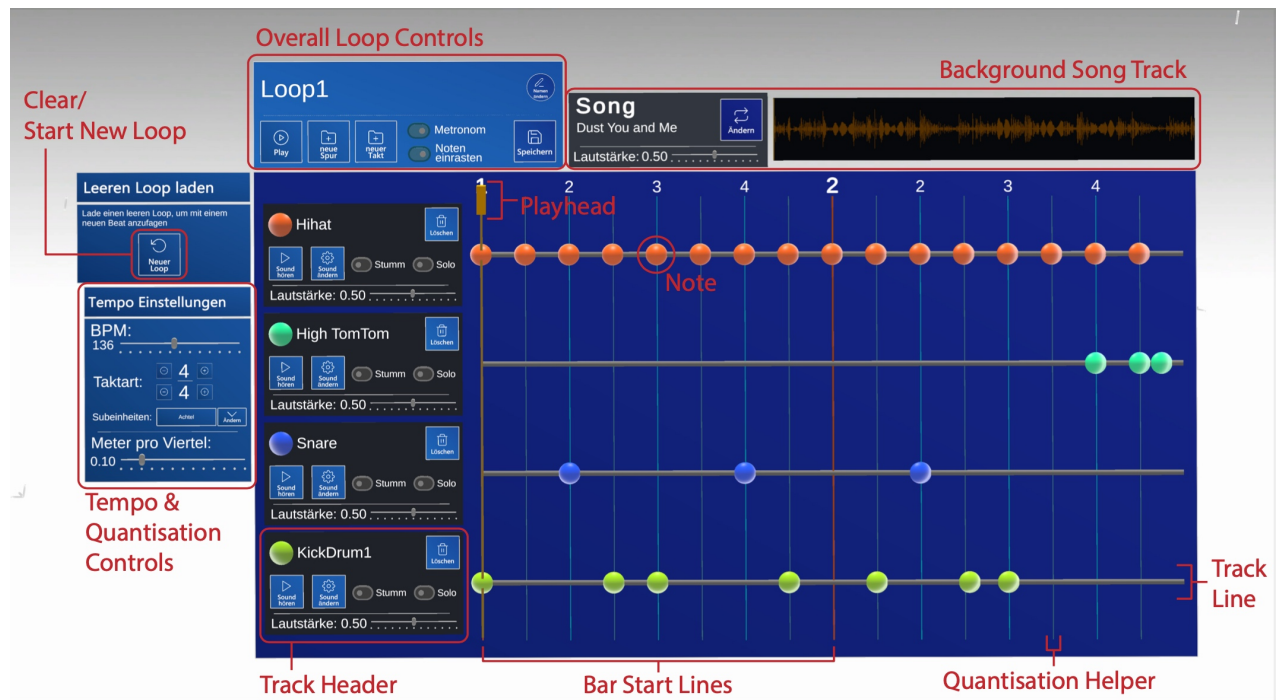 Overall Loop Controls
Background Song Track
Clear/
Start New Loop
Loop1
Namen
ändern
Play
neue
Spur
neuer
Takt
Metronom
Noten
einrasten
Speichern
Song
Dust You and Me
Ändern
Lautstärke: 0.50
Leeren Loop laden
Lade einen leeren Loop, um mit einem
neuen Beat anzufagen
Neuer
Loop
1 2 3 4 2 2 3 4
Playhead
Hihat
Löschen
Sound
hören
Sound
ändern
Stumm
Solo
Lautstärke: 0.50
Note
Tempo Einstellungen
BPM:
136
Taktart:
4
4
Subeinheiten:
Achtel
Ändern
Meter pro Viertel:
0.10
High TomTom
Löschen
Sound
hören
Sound
ändern
Stumm
Solo
Lautstärke: 0.50
Snare
Löschen
Sound
hören
Sound
ändern
Stumm
Solo
Lautstärke: 0.50
Tempo &
Quantisation
Controls
KickDrum1
Löschen
Sound
hören
Sound
ändern
Stumm
Solo
Lautstärke: 0.50
Track
Line
Track Header
Bar Start Lines
Quantisation Helper